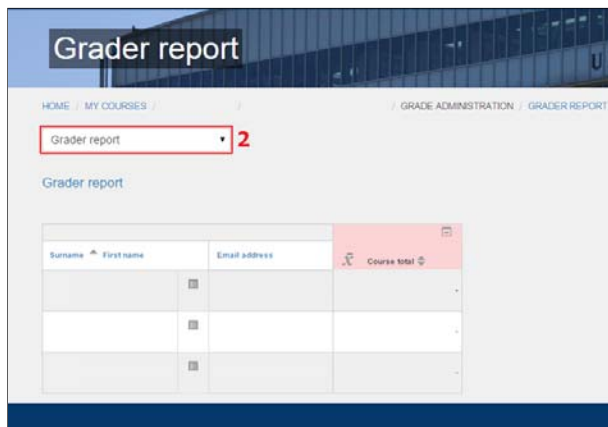 Grader report
U
HOME / MY COURSES / / / GRADE ADMINISTRATION / GRADER REPORT
Grader report 2
Grader report
Surname First name Email address x̄ Course total
-
-
-